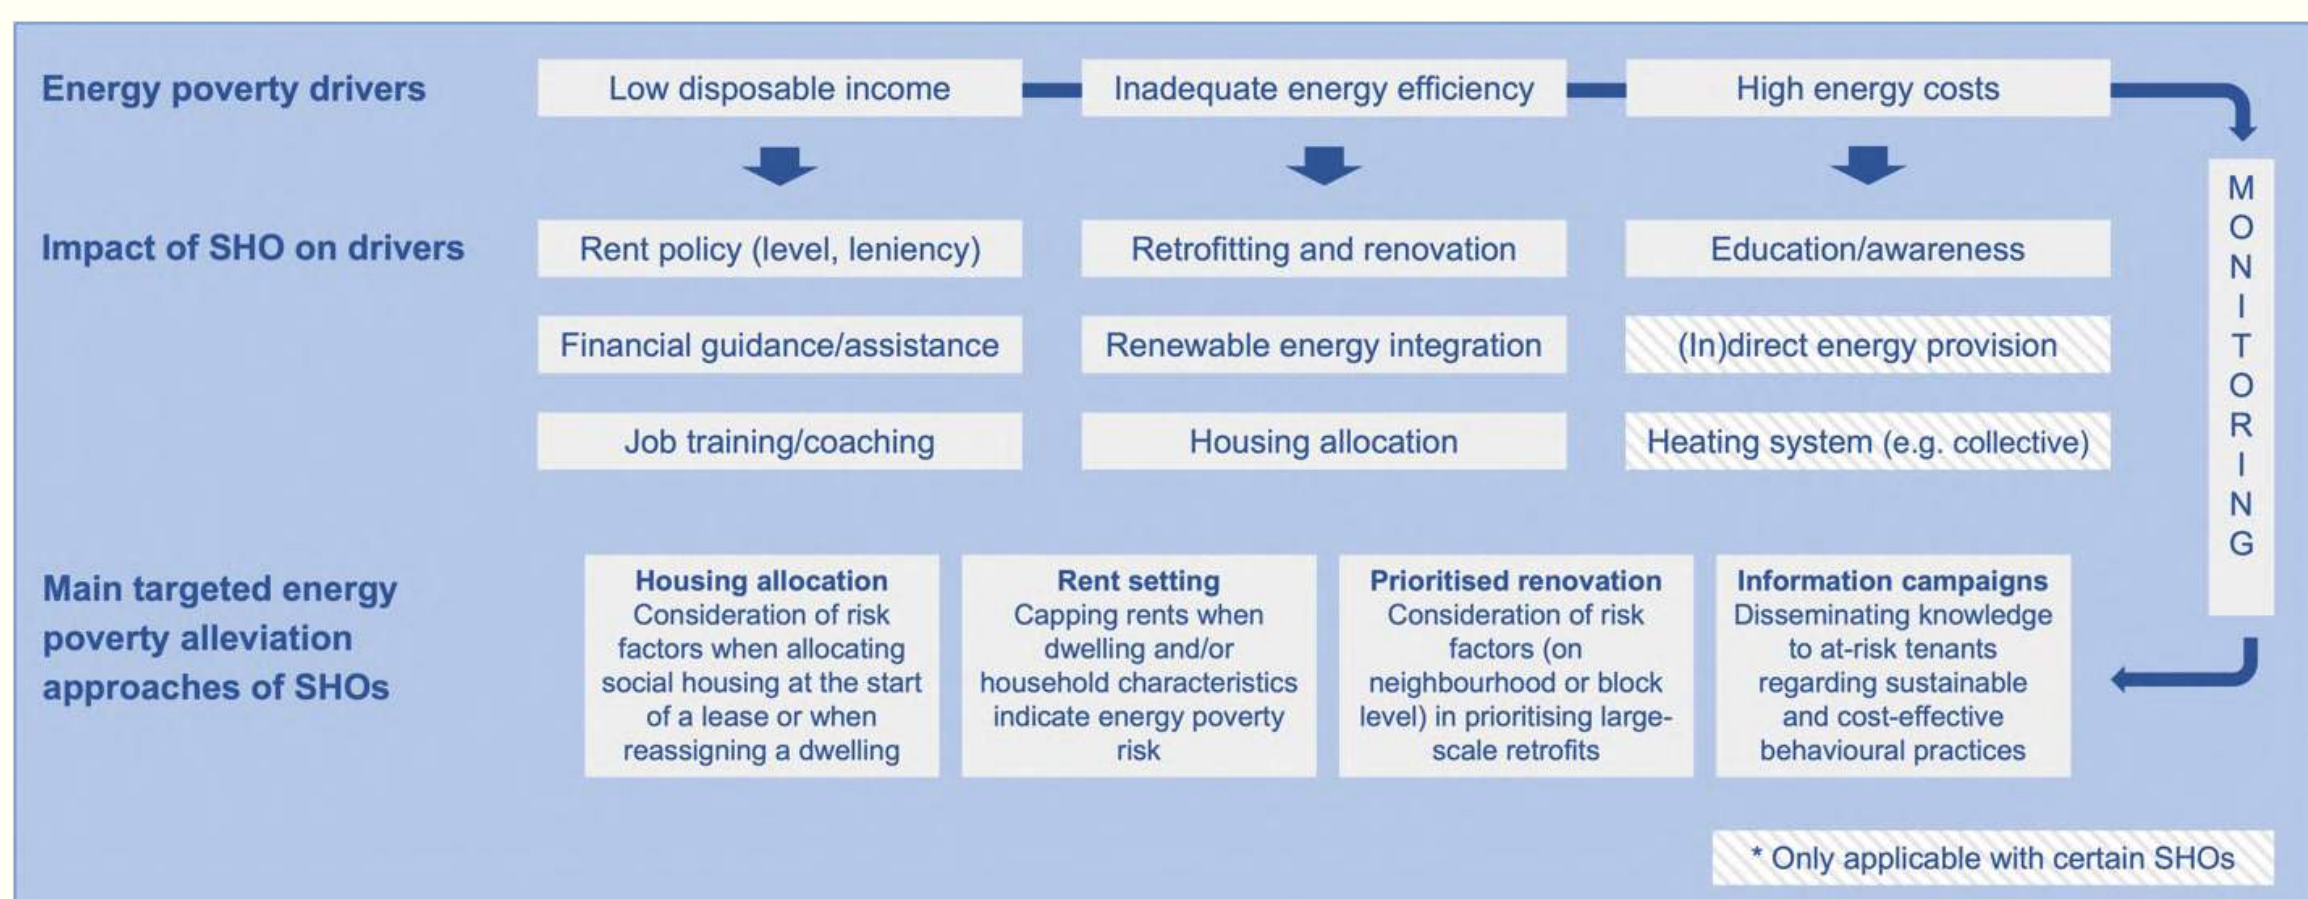 Energy poverty drivers
Low disposable income
Inadequate energy efficiency
High energy costs
Impact of SHO on drivers
Rent policy (level, leniency)
Retrofitting and renovation
Education/awareness
Financial guidance/assistance
Renewable energy integration
(In)direct energy provision
Job training/coaching
Housing allocation
Heating system (e.g. collective)
MONITORING
Main targeted energy
poverty alleviation
approaches of SHOs
Housing allocation
Consideration of risk
factors when allocating
social housing at the start
of a lease or when
reassigning a dwelling
Rent setting
Capping rents when
dwelling and/or
household characteristics
indicate energy poverty
risk
Prioritised renovation
Consideration of risk
factors (on
neighbourhood or block
level) in prioritising large-
scale retrofits
Information campaigns
Disseminating knowledge
to at-risk tenants
regarding sustainable
and cost-effective
behavioural practices
* Only applicable with certain SHOs